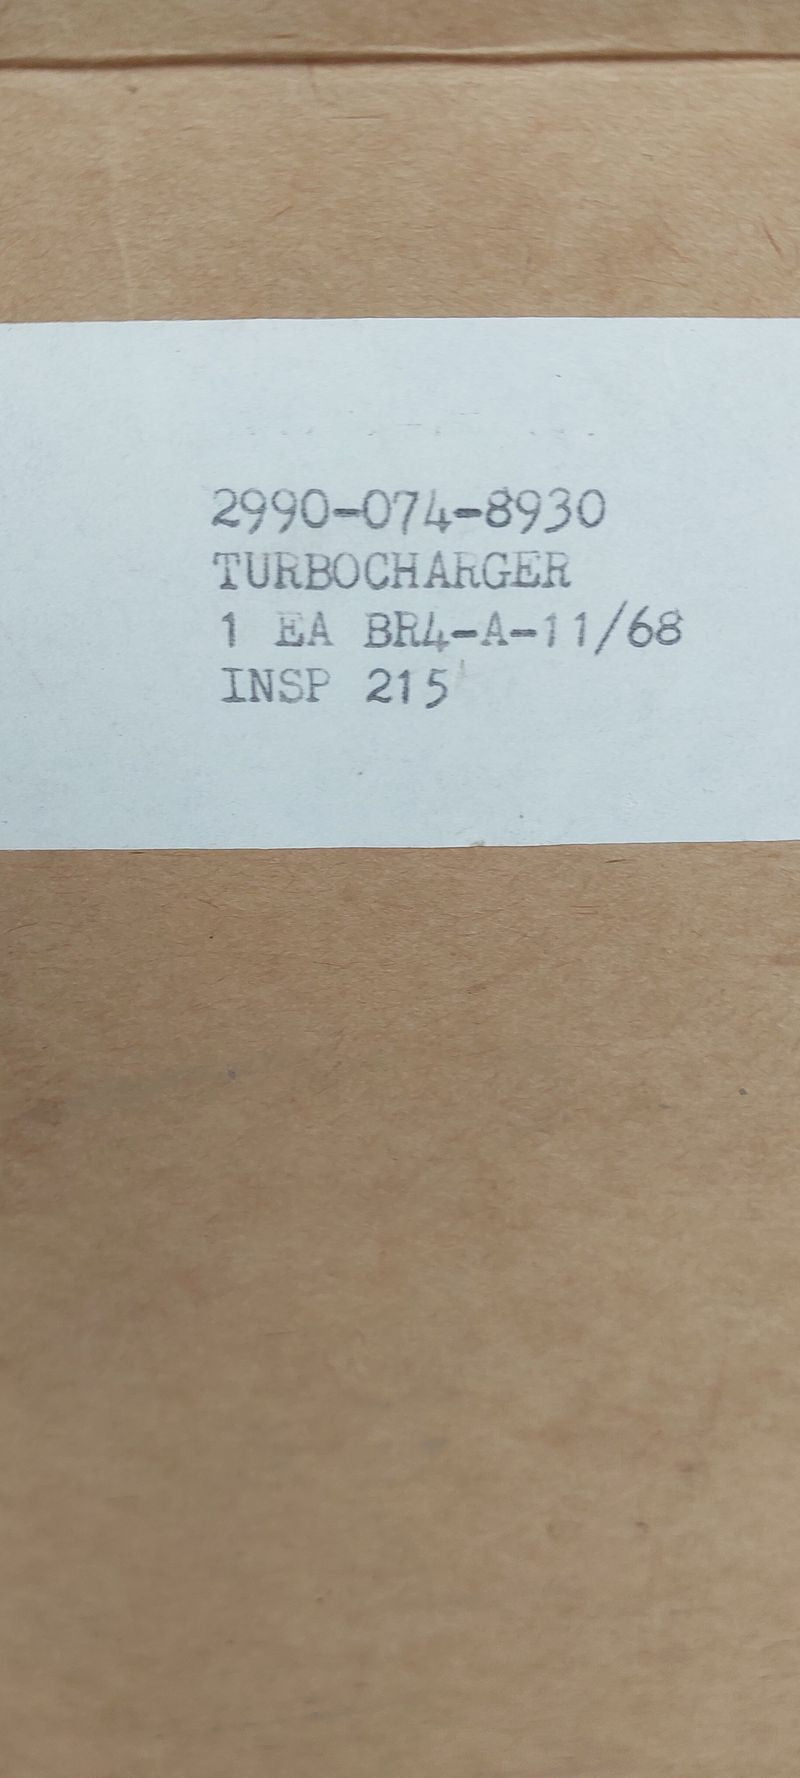 2990-074-8930
TURBOCHARGER
1 EA BR4-A-11/68
INSP 215